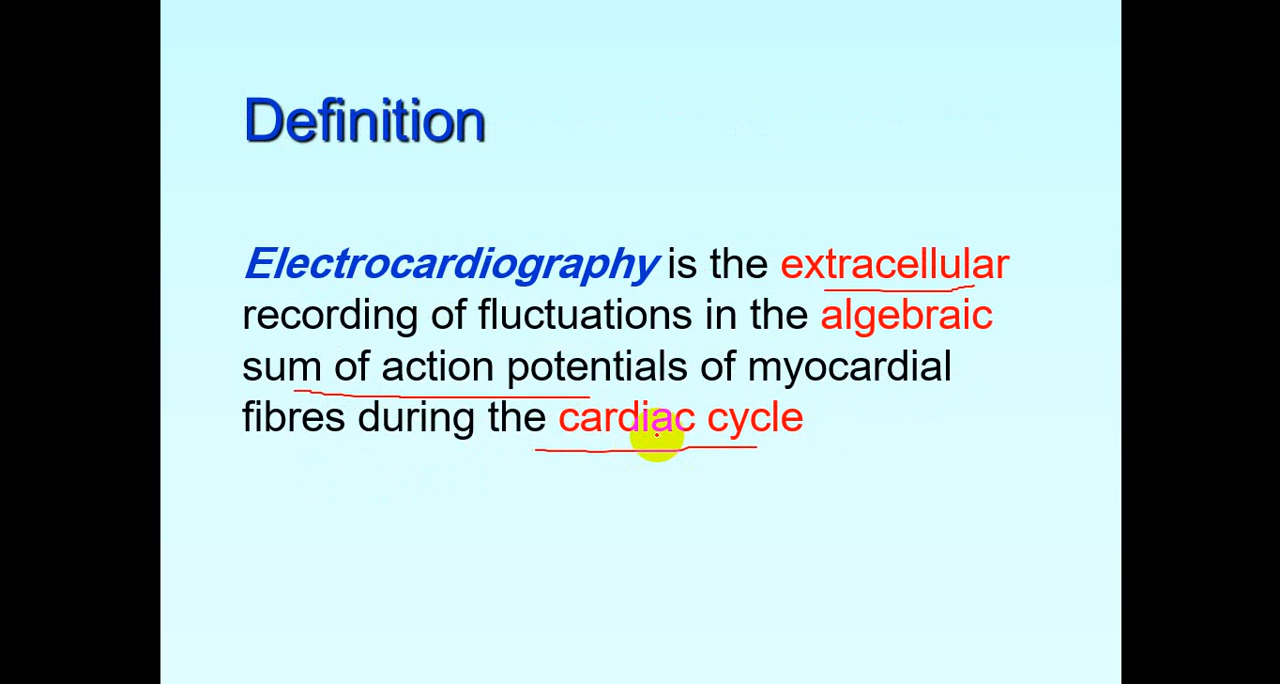 Definition
Electrocardiography is the extracellular
recording of fluctuations in the algebraic
sum of action potentials of myocardial
fibres during the cardiac cycle